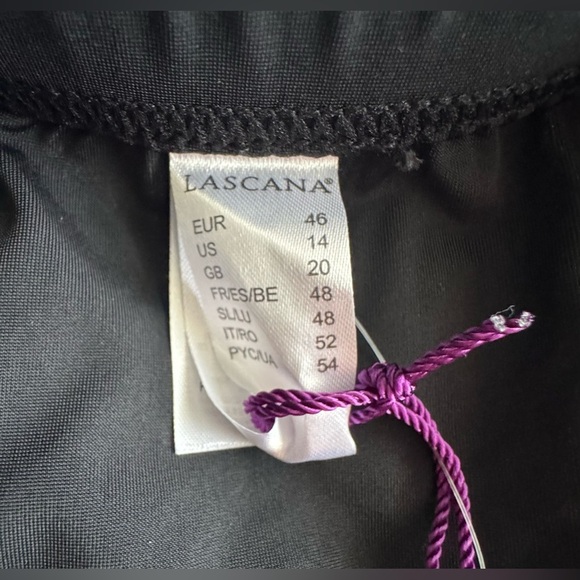 LASCANA®
EUR 46
US 14
GB 20
FR/ES/BE 48
SL/LU 48
IT/RO 52
PYC/UA 54